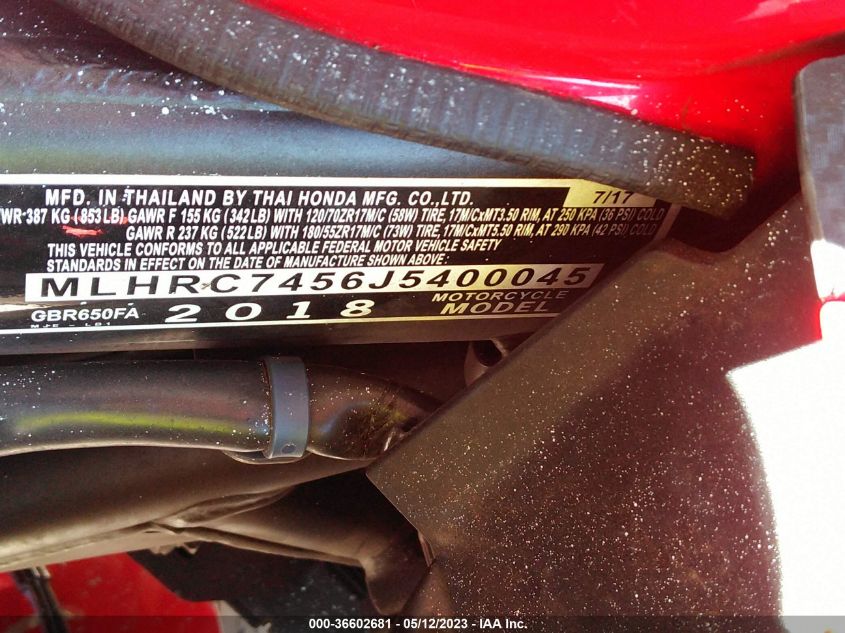 MFD. IN THAILAND BY THAI HONDA MFG. CO.,LTD. 7/17
WR 387 KG (853 LB) GAWR F 155 KG (342 LB) WITH 120/70ZR17M/C (58W) TIRE, 17M/CxMT3.50 RIM, AT 250 KPA (36 PSI) COLD
GAWR R 237 KG (522 LB) WITH 180/55ZR17M/C (73W) TIRE, 17M/CxMT5.50 RIM, AT 290 KPA (42 PSI) COLD
THIS VEHICLE CONFORMS TO ALL APPLICABLE FEDERAL MOTOR VEHICLE SAFETY
STANDARDS IN EFFECT ON THE DATE OF MANUFACTURE SHOWN ABOVE:
MLHRC7456J5400045
GBR650FA 2018 MOTORCYCLE MODEL
MJE - LD1
000-36602681 - 05/12/2023 - IAA Inc.